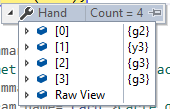 Hand Count = 4
[0] {g2}
[1] {y3}
[2] {g3}
[3] {g3}
Raw View